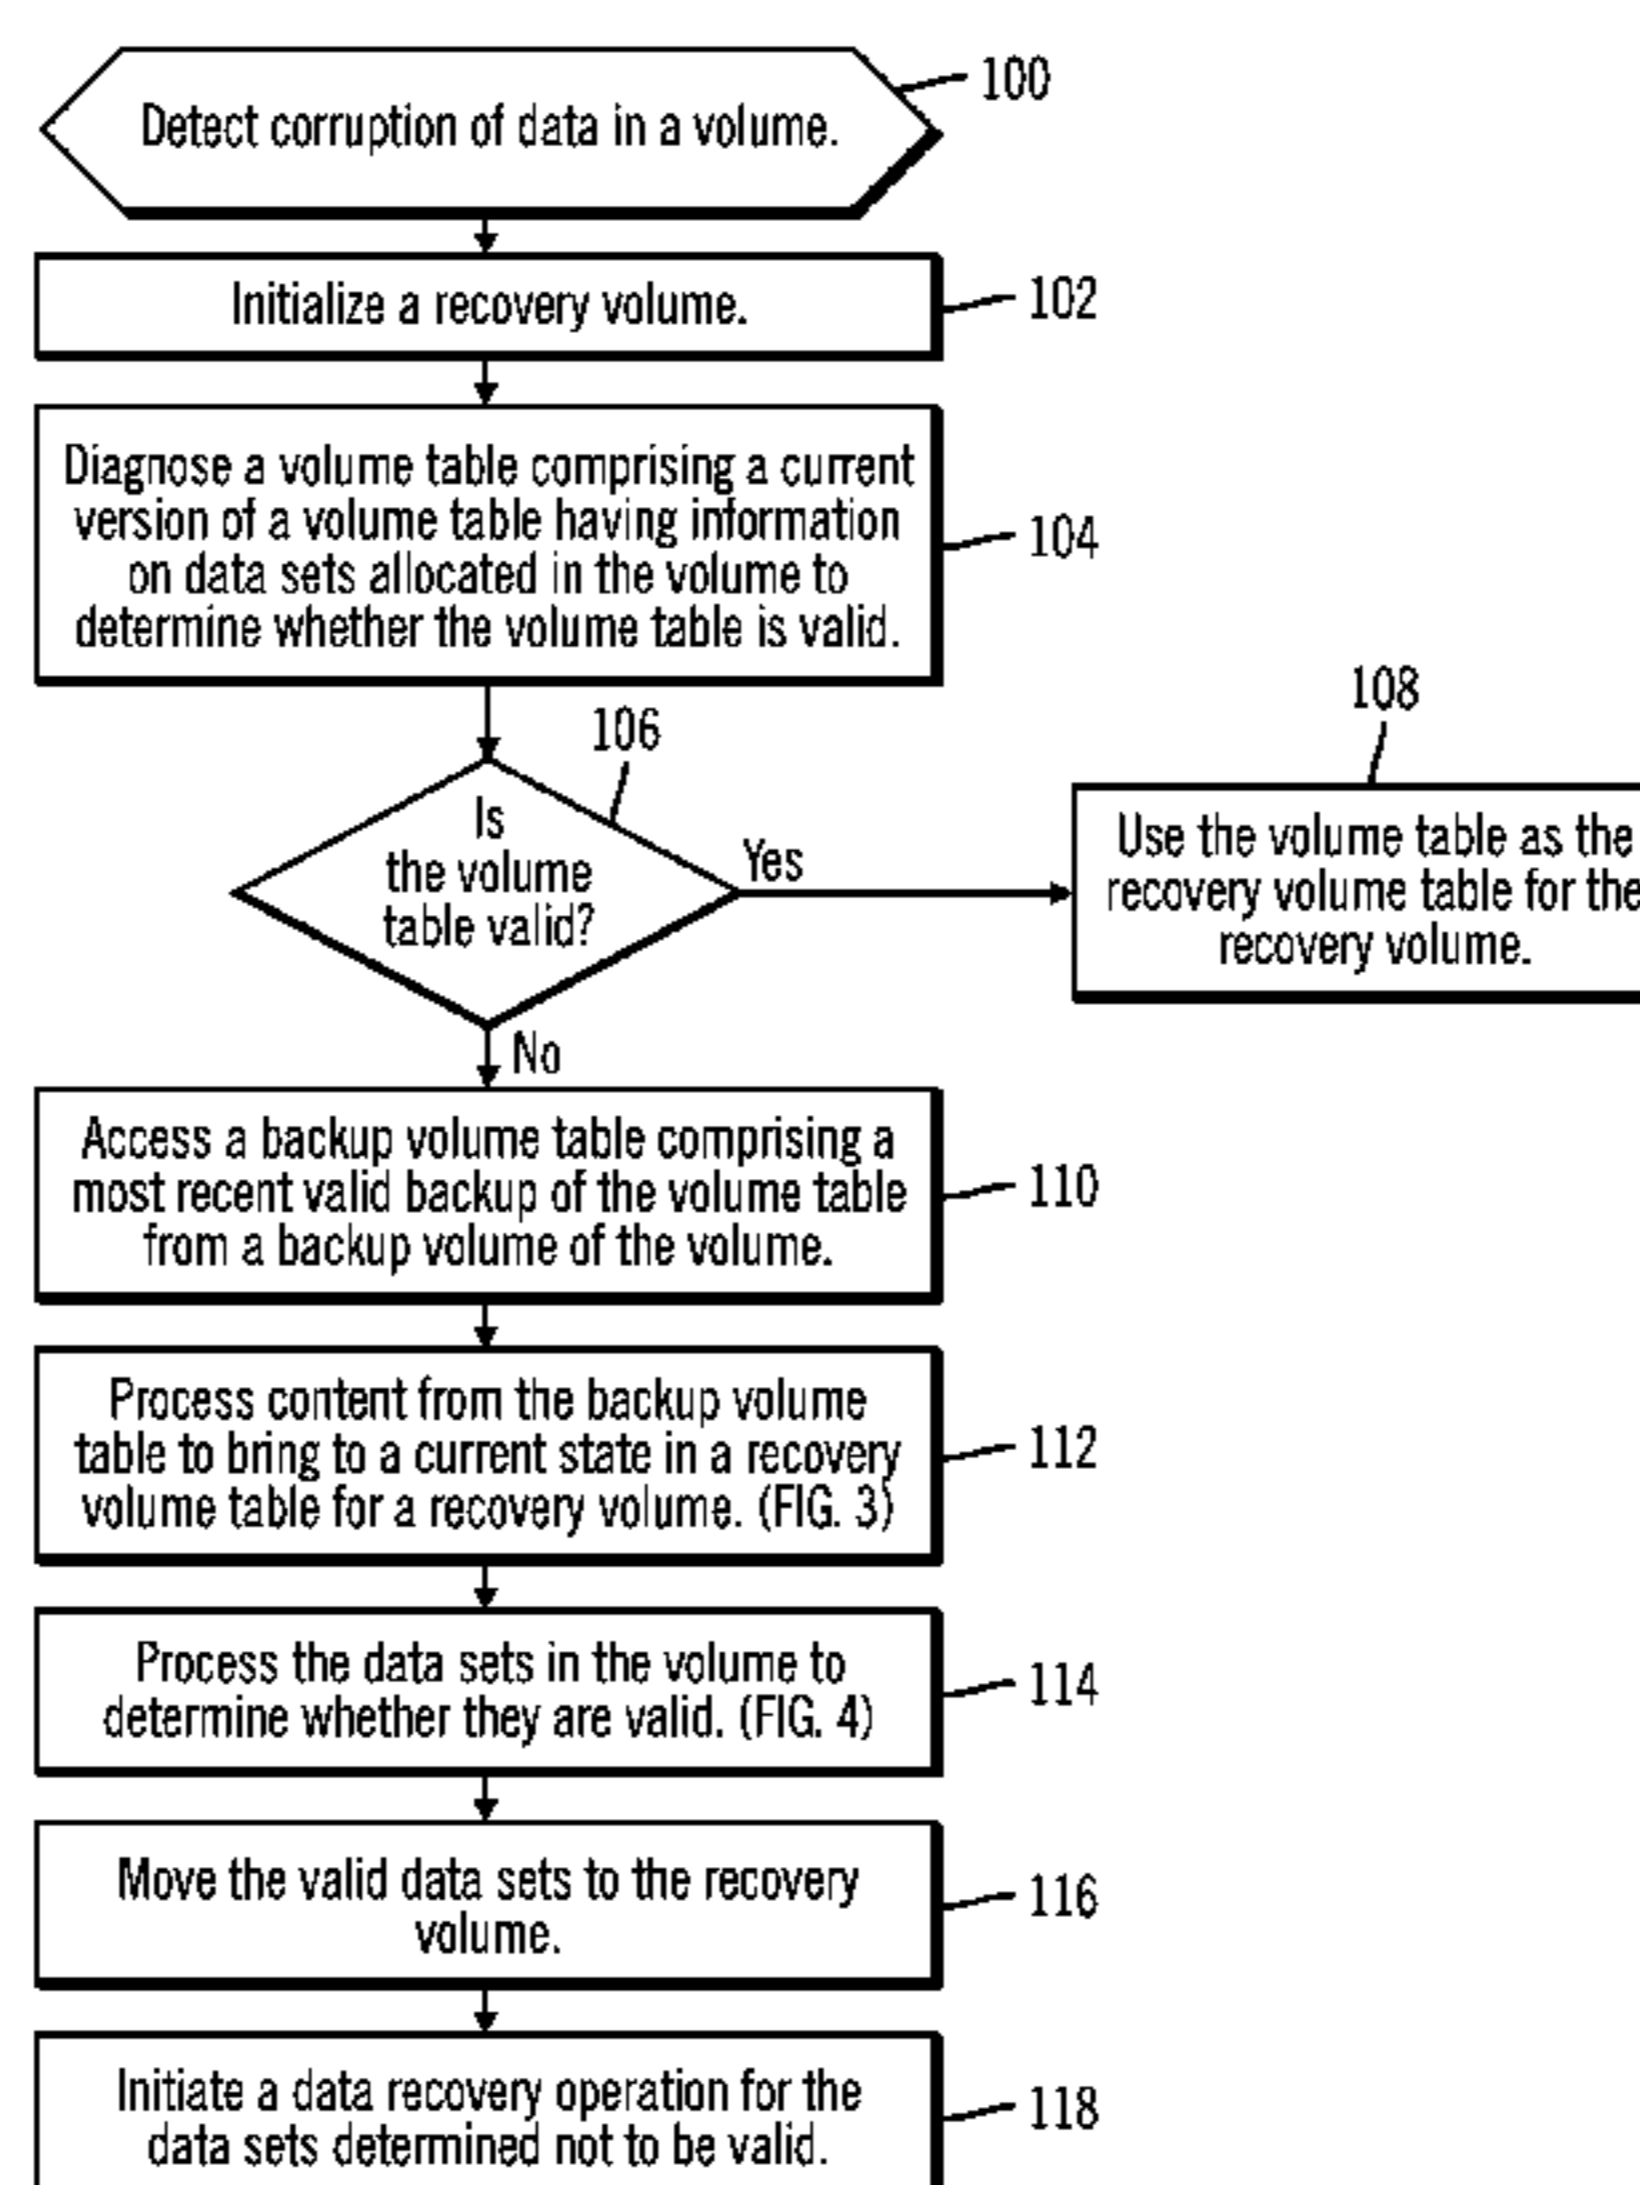 100
Detect corruption of data in a volume.
Initialize a recovery volume.
102
Diagnose a volume table comprising a current
version of a volume table having information
on data sets allocated in the volume to
determine whether the volume table is valid.
104
106
Is
the volume
table valid?
Yes
108
Use the volume table as the
recovery volume table for the
recovery volume.
No
Access a backup volume table comprising a
most recent valid backup of the volume table
from a backup volume of the volume.
110
Process content from the backup volume
table to bring to a current state in a recovery
volume table for a recovery volume. (FIG. 3)
112
Process the data sets in the volume to
determine whether they are valid. (FIG. 4)
114
Move the valid data sets to the recovery
volume.
116
Initiate a data recovery operation for the
data sets determined not to be valid.
118